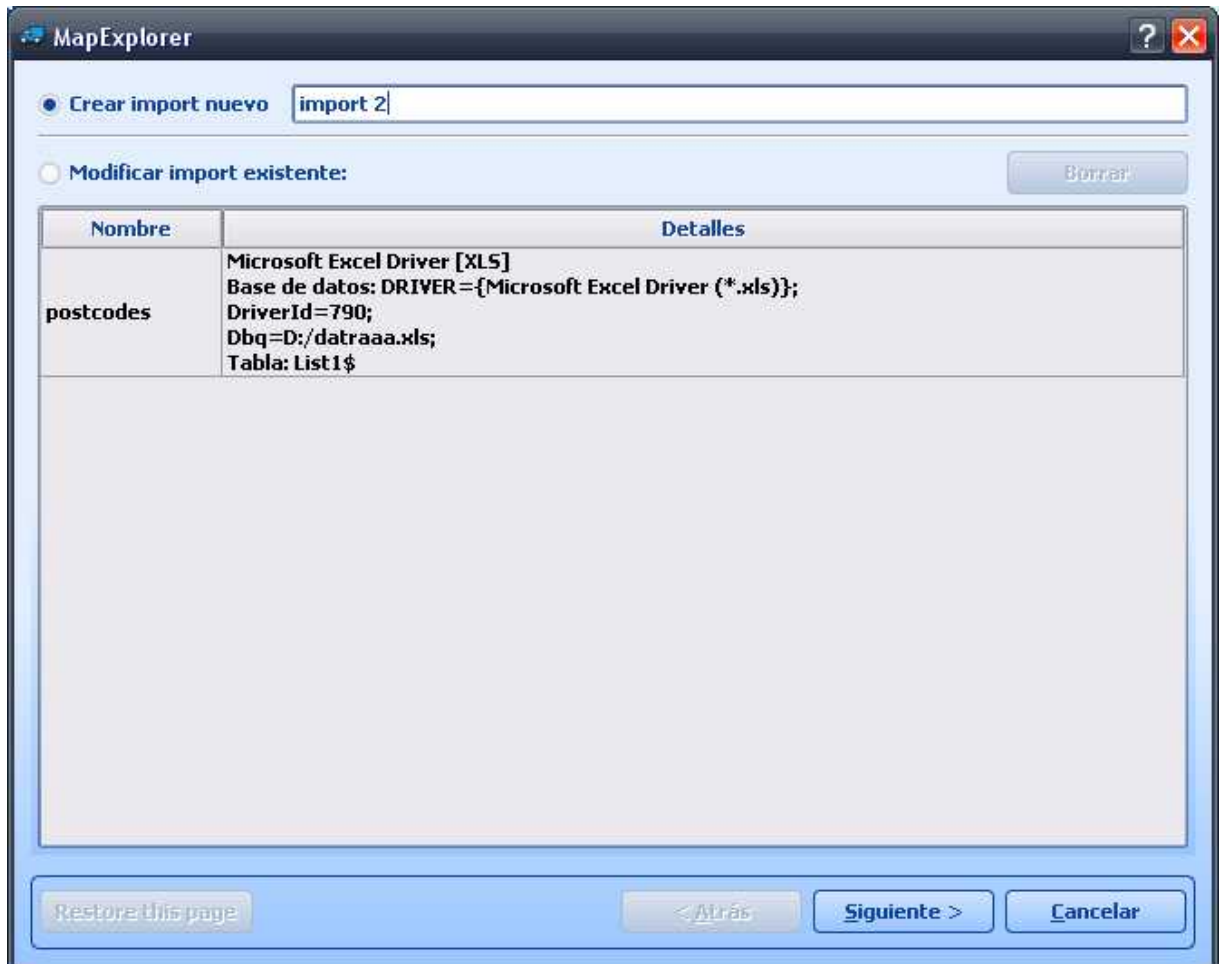 MapExplorer
?
Crear import nuevo import 2
Modificar import existente: Borrar
Nombre Detalles
postcodes
Microsoft Excel Driver [XLS]
Base de datos: DRIVER={Microsoft Excel Driver (*.xls)};
DriverId=790;
Dbq=D:/datraaa.xls;
Tabla: List1$
Restore this page < Atrás Siguiente > Cancelar